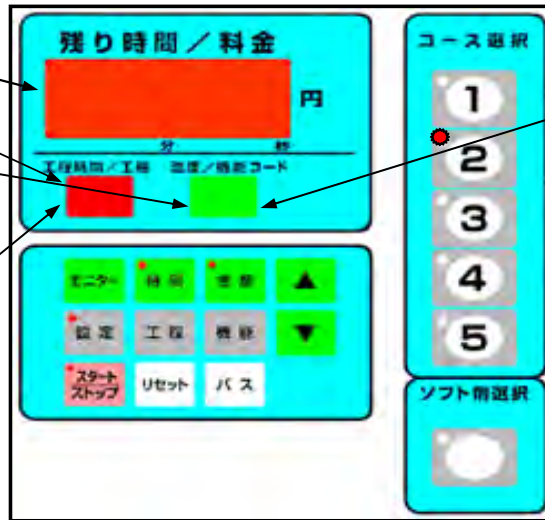 残り時間/料金
円
分 秒
工程時間/工程 温度/機能コード
モニター 時間 温度 ▲
設定 工程 機能 ▼
スタート
ストップ リセット パス
コース選択
1
2
3
4
5
ソフト剤選択